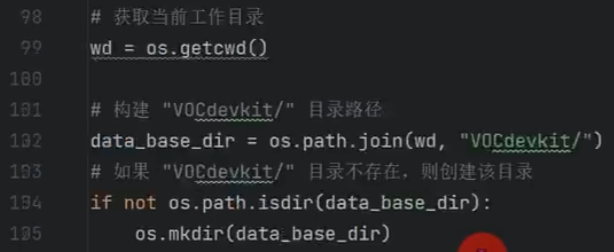 98 # 获取当前工作目录
99 wd = os.getcwd()
100
101 # 构建 "VOCdevkit/" 目录路径
102 data_base_dir = os.path.join(wd, "VOCdevkit/")
103 # 如果 "VOCdevkit/" 目录不存在，则创建该目录
104 if not os.path.isdir(data_base_dir):
105 os.mkdir(data_base_dir)